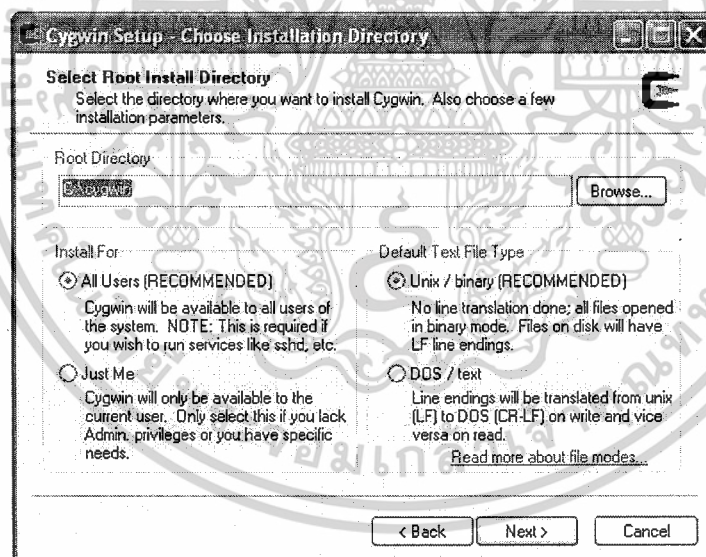 Cygwin Setup - Choose Installation Directory
Select Root Install Directory
Select the directory where you want to install Cygwin. Also choose a few
installation parameters.
Root Directory
C:\cygwin
Browse...
Install For
All Users (RECOMMENDED)
Cygwin will be available to all users of
the system. NOTE: This is required if
you wish to run services like sshd, etc.
Just Me
Cygwin will only be available to the
current user. Only select this if you lack
Admin. privileges or you have specific
needs.
Default Text File Type
Unix / binary (RECOMMENDED)
No line translation done; all files opened
in binary mode. Files on disk will have
LF line endings.
DOS / text
Line endings will be translated from unix
(LF) to DOS (CR-LF) on write and vice
versa on read.
Read more about file modes...
< Back
Next >
Cancel